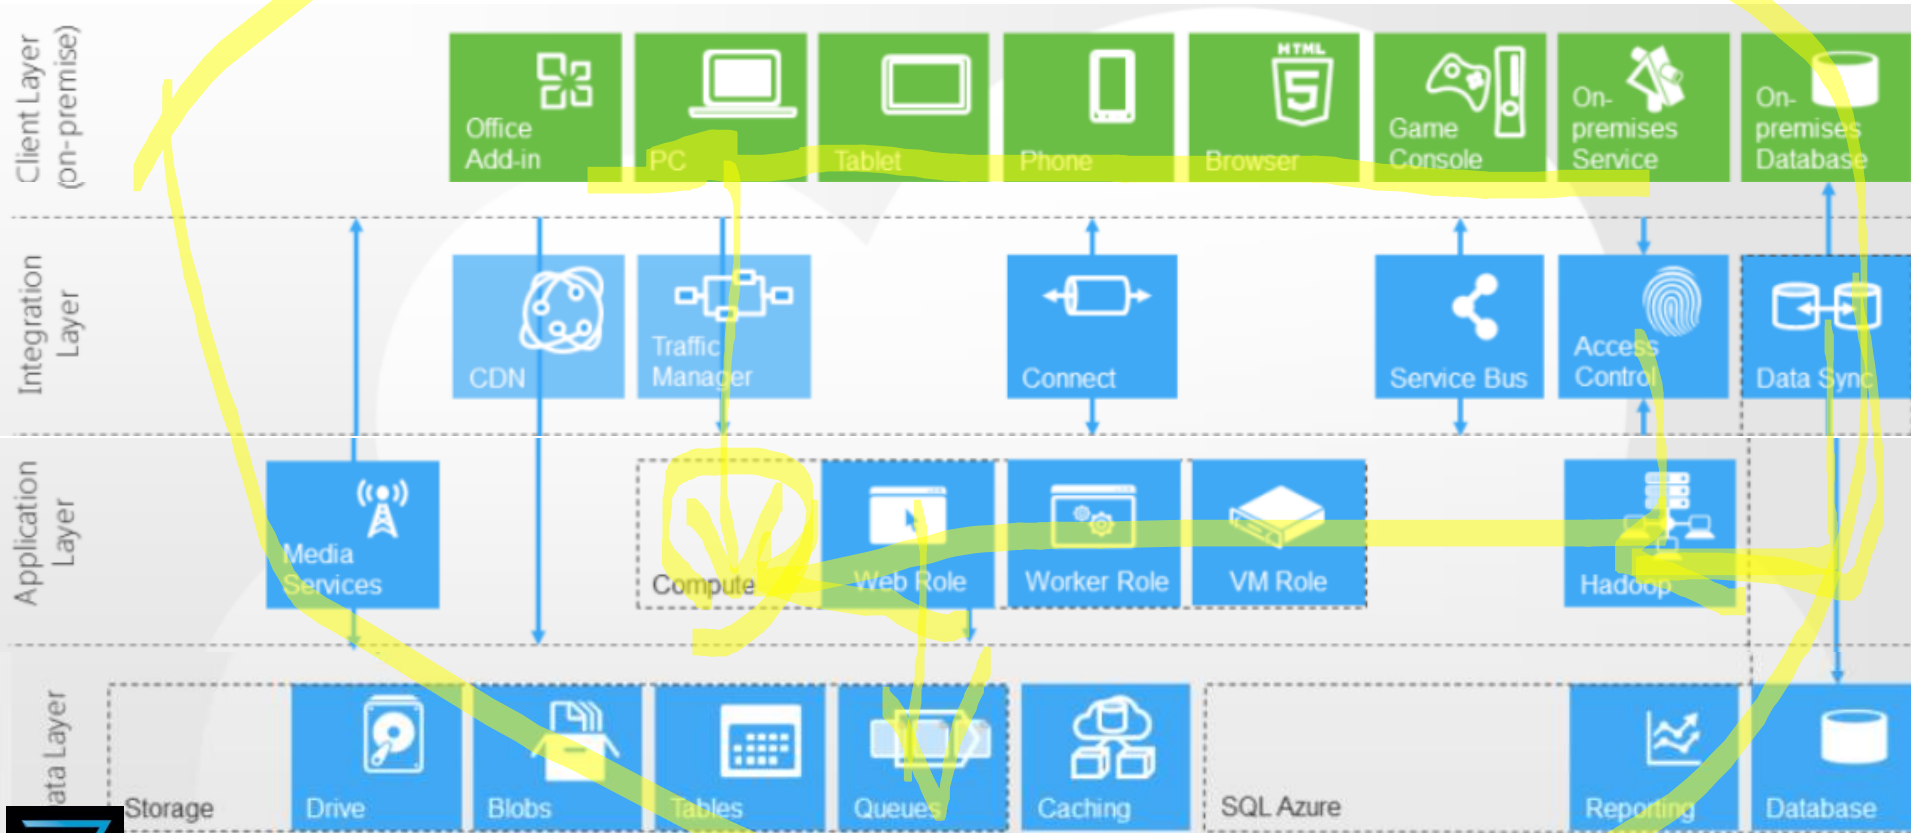 Client Layer
(on-premise)
Office
Add-in
PC
Tablet
Phone
HTML
5
Browser
Game
Console
On-
premises
Service
On-
premises
Database
Integration
Layer
CDN
Traffic
Manager
Connect
Service Bus
Access
Control
Data Sync
Application
Layer
Media
Services
Compute
Web Role
Worker Role
VM Role
Hadoop
ata Layer
Storage
Drive
Blobs
Tables
Queues
Caching
SQL Azure
Reporting
Database